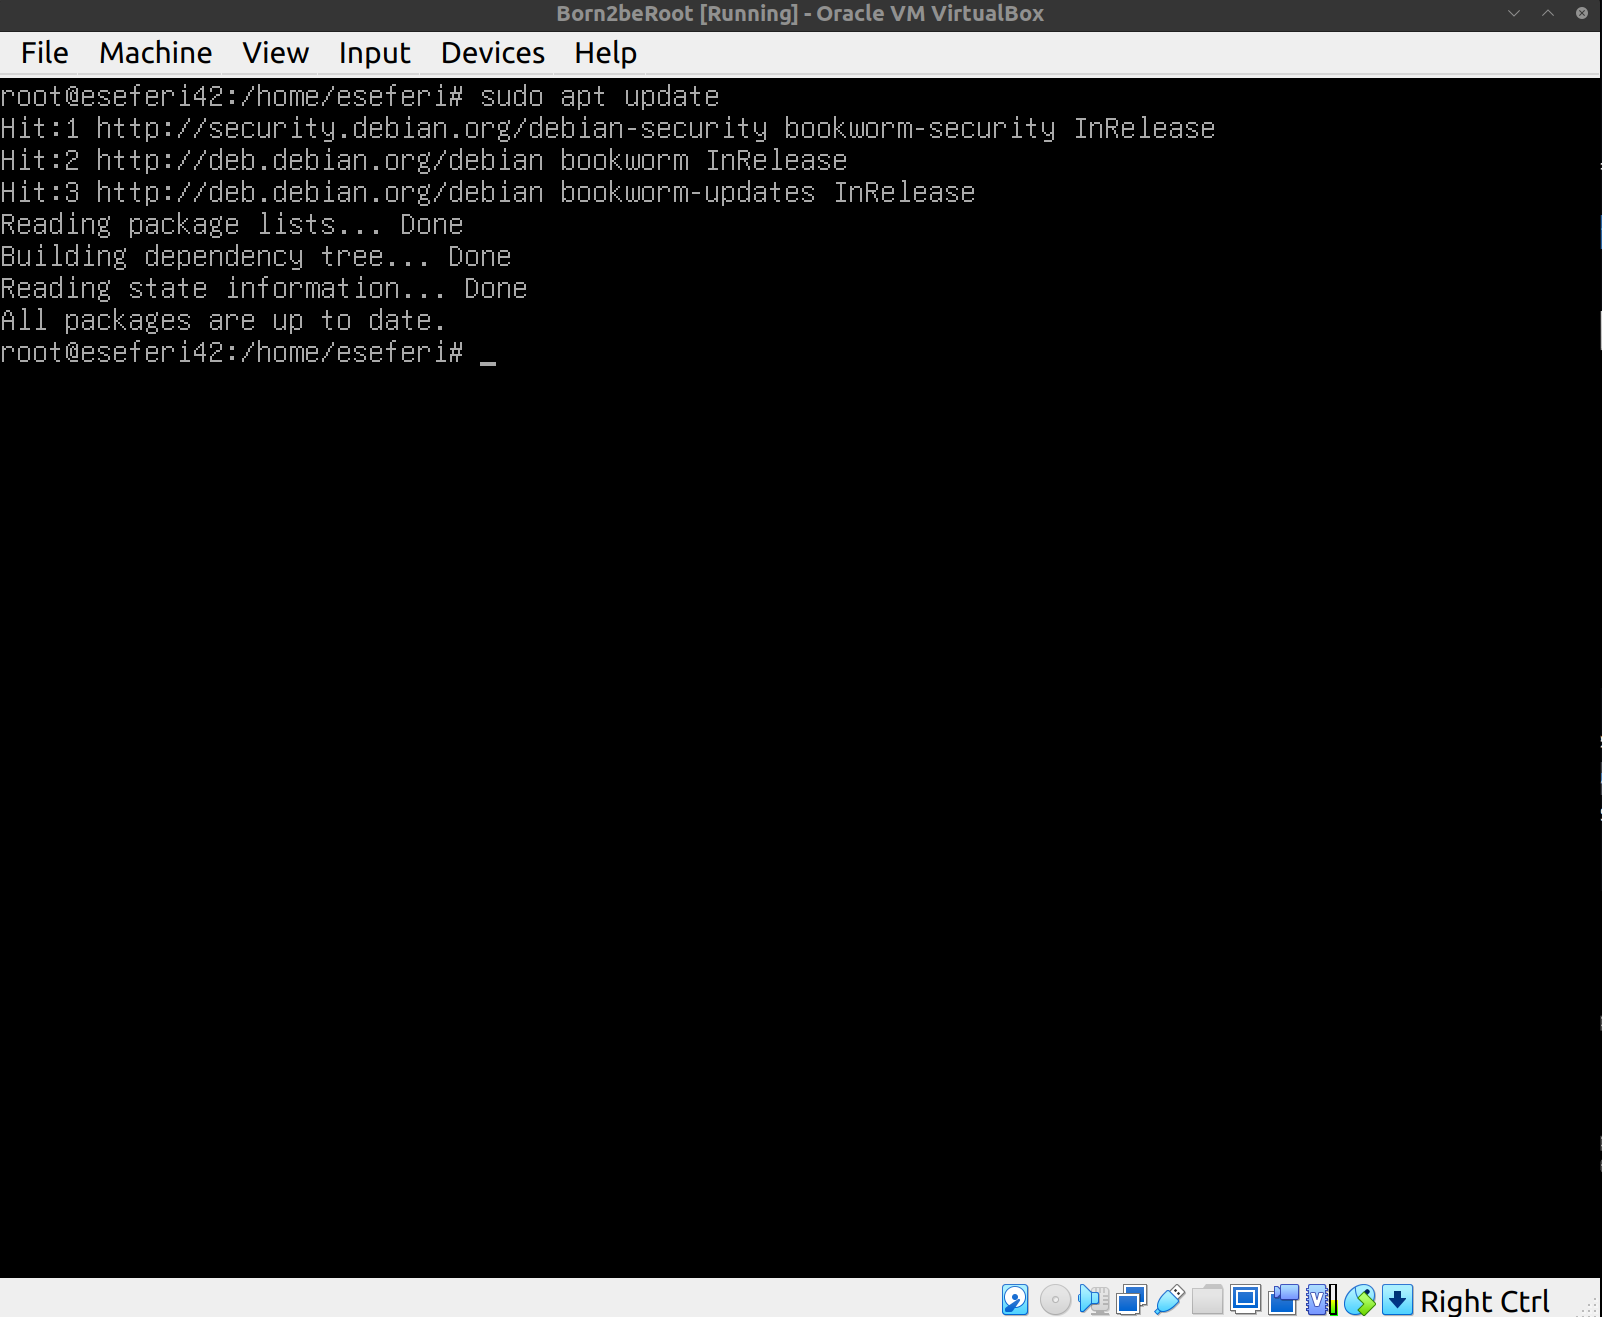 Born2beRoot [Running] - Oracle VM VirtualBox
File Machine View Input Devices Help
root@eseferi42:/home/eseferi# sudo apt update
Hit:1 http://security.debian.org/debian-security bookworm-security InRelease
Hit:2 http://deb.debian.org/debian bookworm InRelease
Hit:3 http://deb.debian.org/debian bookworm-updates InRelease
Reading package lists... Done
Building dependency tree... Done
Reading state information... Done
All packages are up to date.
root@eseferi42:/home/eseferi# _
Right Ctrl